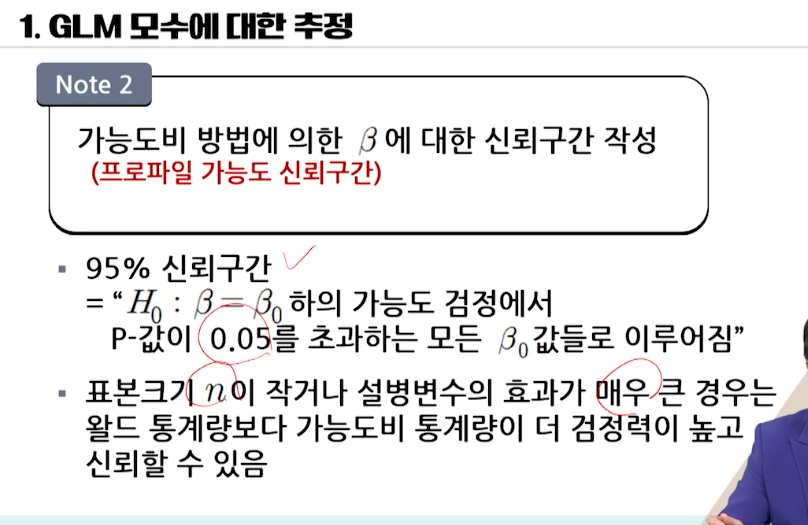 1. GLM 모수에 대한 추정
Note 2
가능도비 방법에 의한 β에 대한 신뢰구간 작성
(프로파일 가능도 신뢰구간)
▪ 95% 신뢰구간
= “H₀ : β = β₀ 하의 가능도 검정에서
P-값이 0.05를 초과하는 모든 β₀값들로 이루어짐”
▪ 표본크기 n이 작거나 설병변수의 효과가 매우 큰 경우는
왈드 통계량보다 가능도비 통계량이 더 검정력이 높고
신뢰할 수 있음